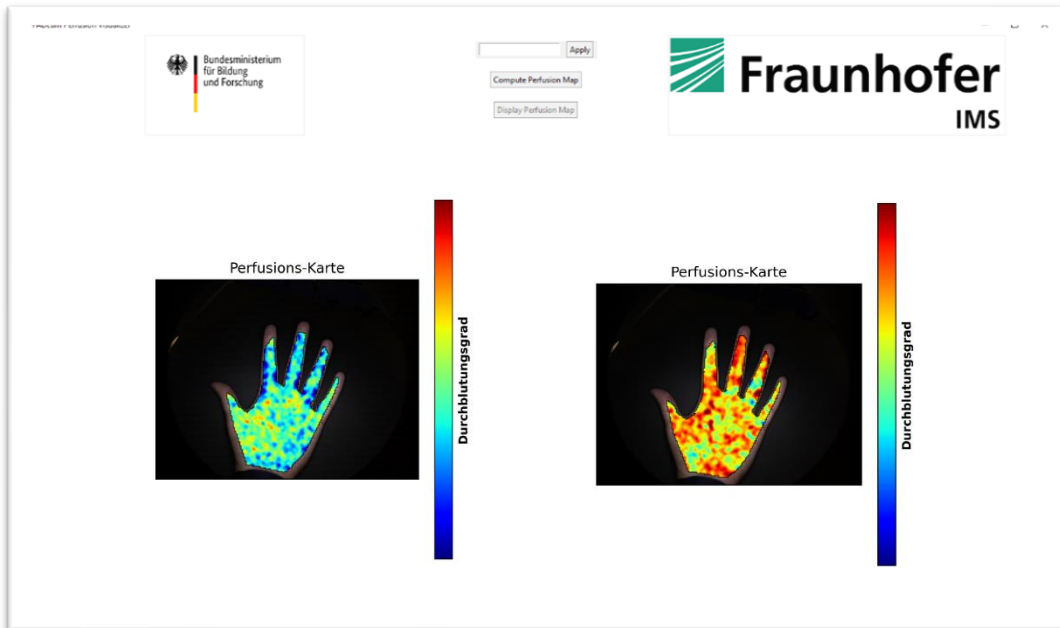 Bundesministerium
für Bildung
und Forschung
Apply
Compute Perfusion Map
Display Perfusion Map
Fraunhofer
IMS
Perfusions-Karte
Durchblutungsgrad
Perfusions-Karte
Durchblutungsgrad